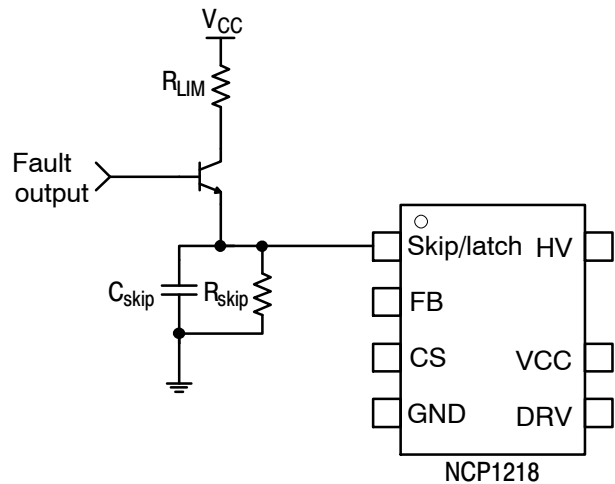 VCC
RLIM
Fault
output
Cskip
Rskip
Skip/latch HV
FB
CS VCC
GND DRV
NCP1218